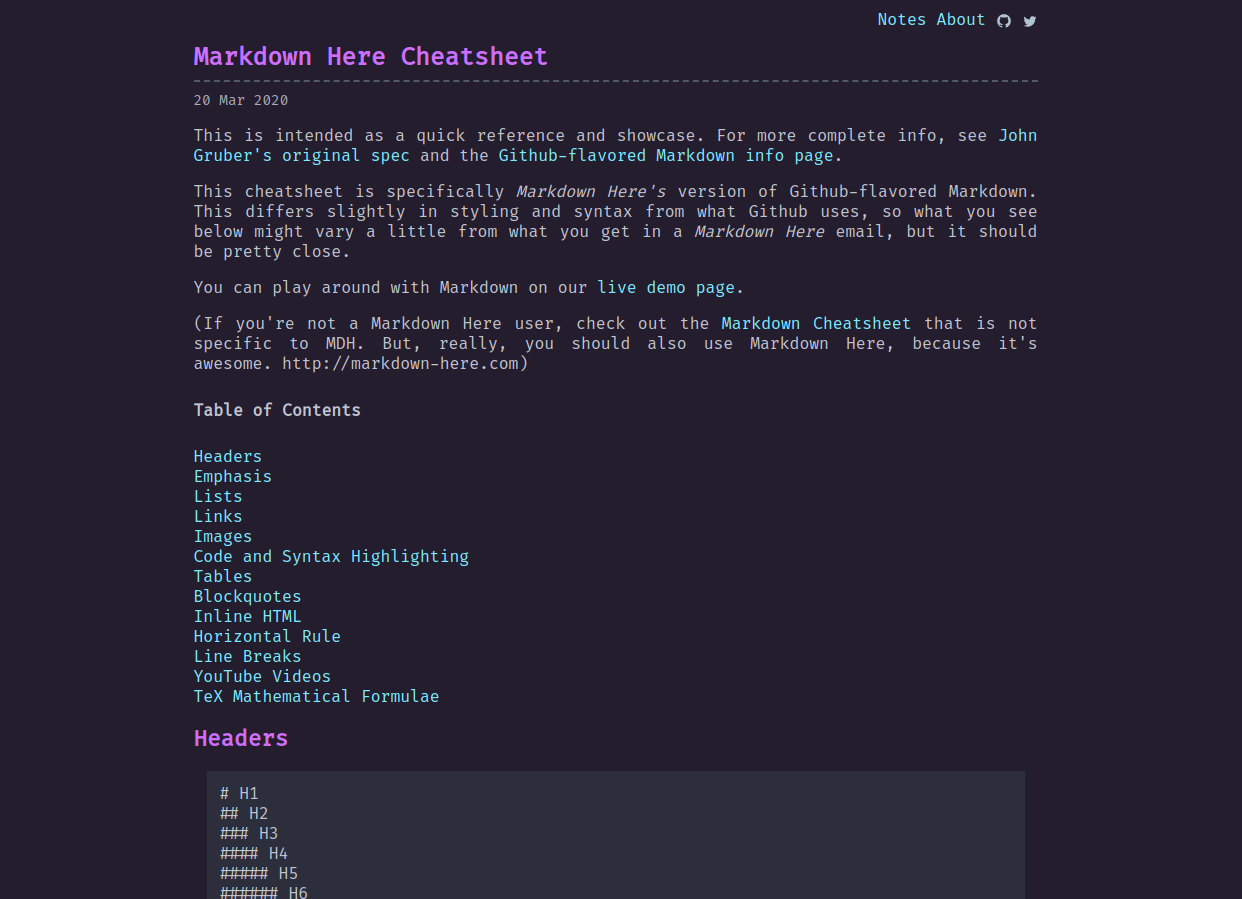 Notes About
Markdown Here Cheatsheet
20 Mar 2020
This is intended as a quick reference and showcase. For more complete info, see John
Gruber's original spec and the Github-flavored Markdown info page.
This cheatsheet is specifically Markdown Here's version of Github-flavored Markdown.
This differs slightly in styling and syntax from what Github uses, so what you see
below might vary a little from what you get in a Markdown Here email, but it should
be pretty close.
You can play around with Markdown on our live demo page.
(If you're not a Markdown Here user, check out the Markdown Cheatsheet that is not
specific to MDH. But, really, you should also use Markdown Here, because it's
awesome. http://markdown-here.com)
Table of Contents
Headers
Emphasis
Lists
Links
Images
Code and Syntax Highlighting
Tables
Blockquotes
Inline HTML
Horizontal Rule
Line Breaks
YouTube Videos
TeX Mathematical Formulae
Headers
# H1
## H2
### H3
#### H4
##### H5
###### H6